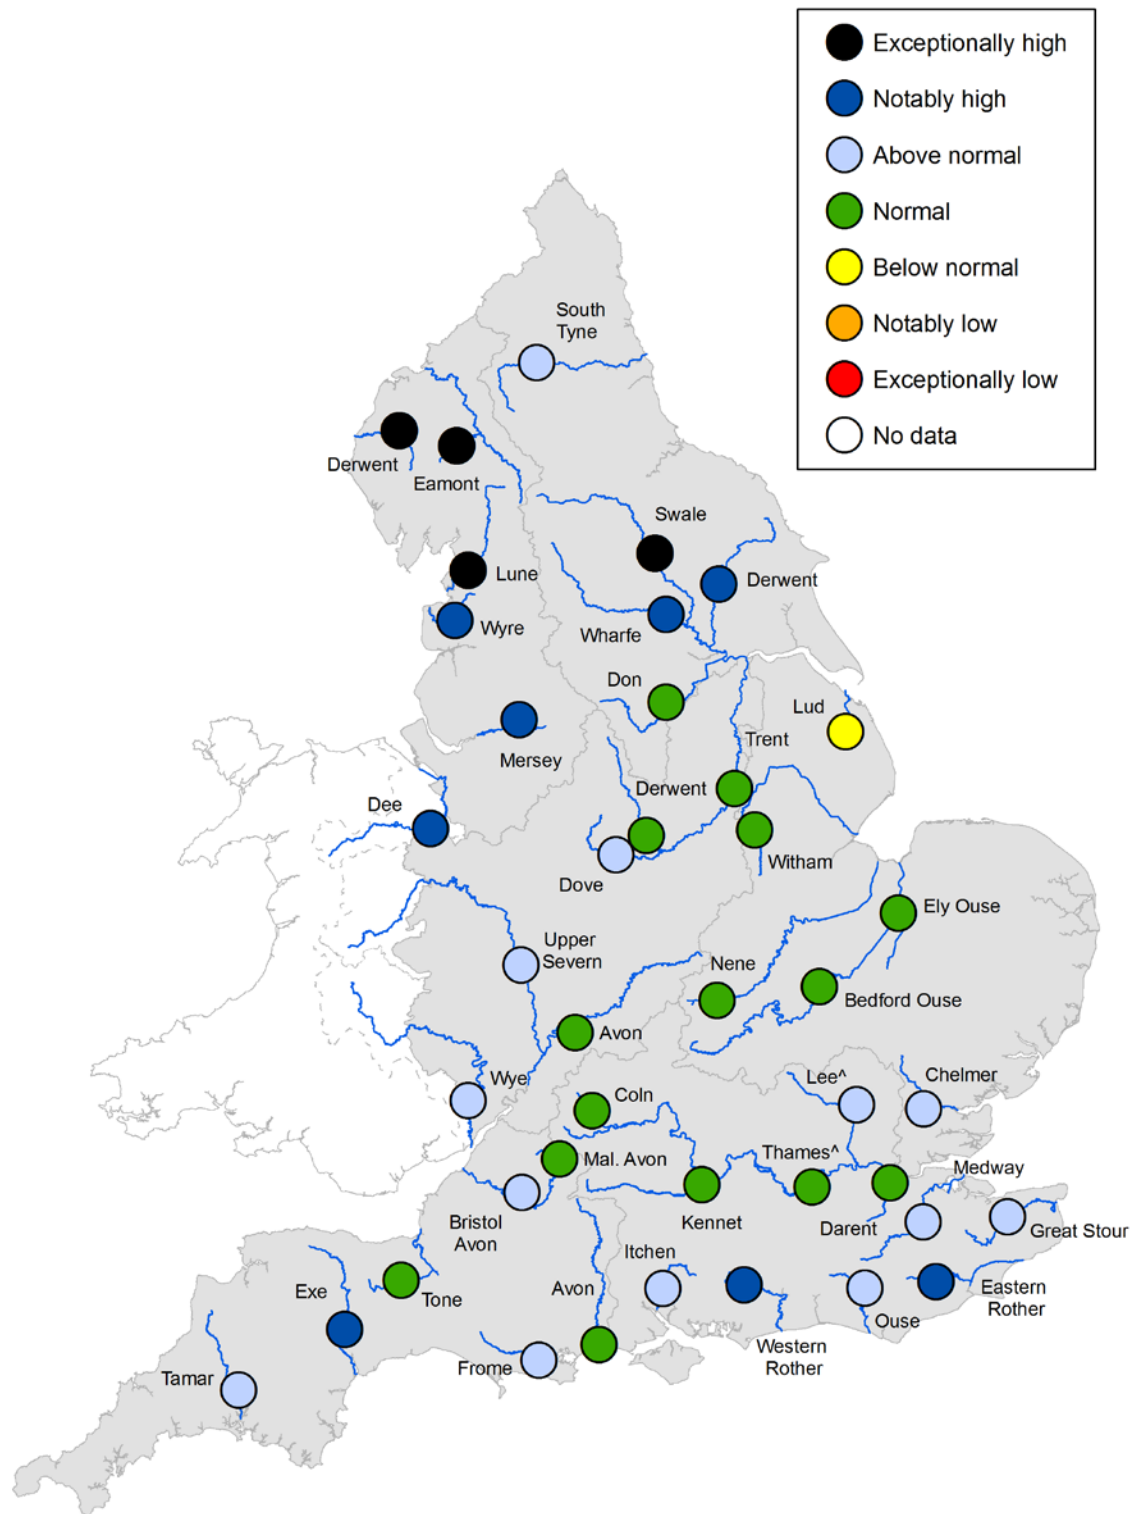 Exceptionally high
Notably high
Above normal
Normal
Below normal
Notably low
Exceptionally low
No data
South
Tyne
Derwent
Eamont
Swale
Lune
Derwent
Wyre
Wharfe
Don
Lud
Mersey
Trent
Derwent
Dee
Witham
Dove
Ely Ouse
Upper
Severn
Nene
Bedford Ouse
Avon
Wye
Lee^
Chelmer
Coln
Thames^
Mal. Avon
Medway
Bristol
Avon
Kennet
Darent
Great Stour
Itchen
Exe
Tone
Avon
Eastern
Rother
Ouse
Western
Rother
Frome
Tamar